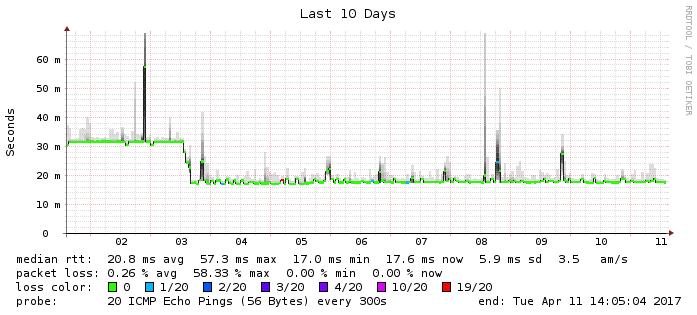 Last 10 Days
RRDTOOL / TOBI OETIKER
Seconds
60 m
50 m
40 m
30 m
20 m
10 m
0
02 03 04 05 06 07 08 09 10 11
median rtt: 20.8 ms avg 57.3 ms max 17.0 ms min 17.6 ms now 5.9 ms sd 3.5 am/s
packet loss: 0.26 % avg 58.33 % max 0.00 % min 0.00 % now
loss color: 0 1/20 2/20 3/20 4/20 10/20 19/20
probe: 20 ICMP Echo Pings (56 Bytes) every 300s end: Tue Apr 11 14:05:04 2017